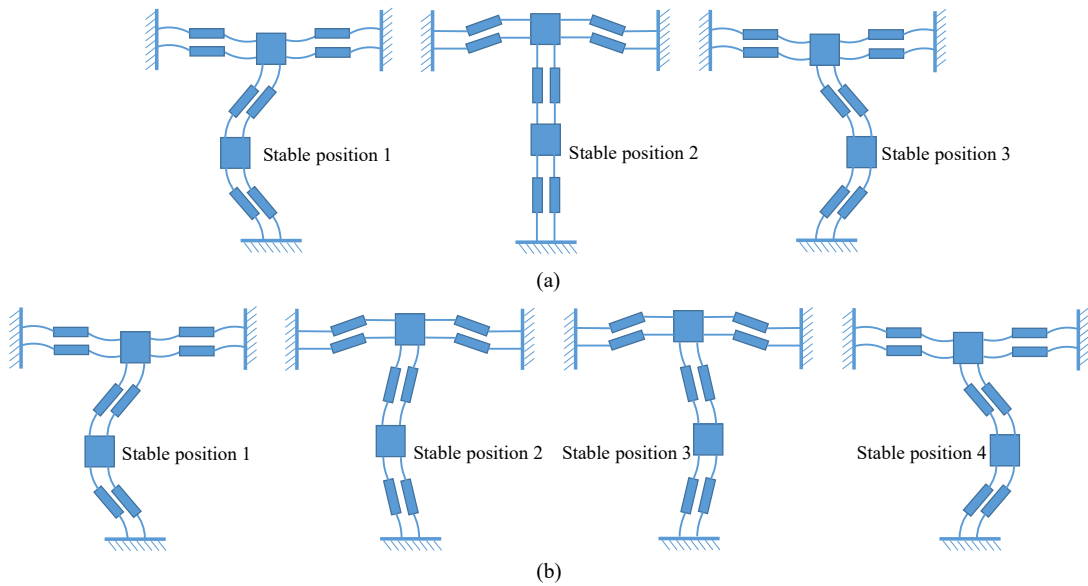 Stable position 1
Stable position 2
Stable position 3
(a)
Stable position 1
Stable position 2
Stable position 3
Stable position 4
(b)